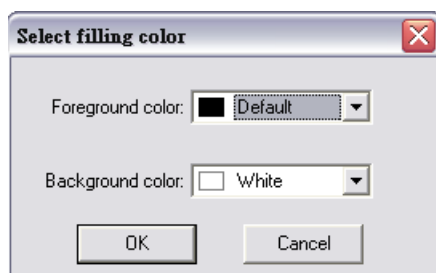 Select filling color
Foreground color: Default
Background color: White
OK Cancel